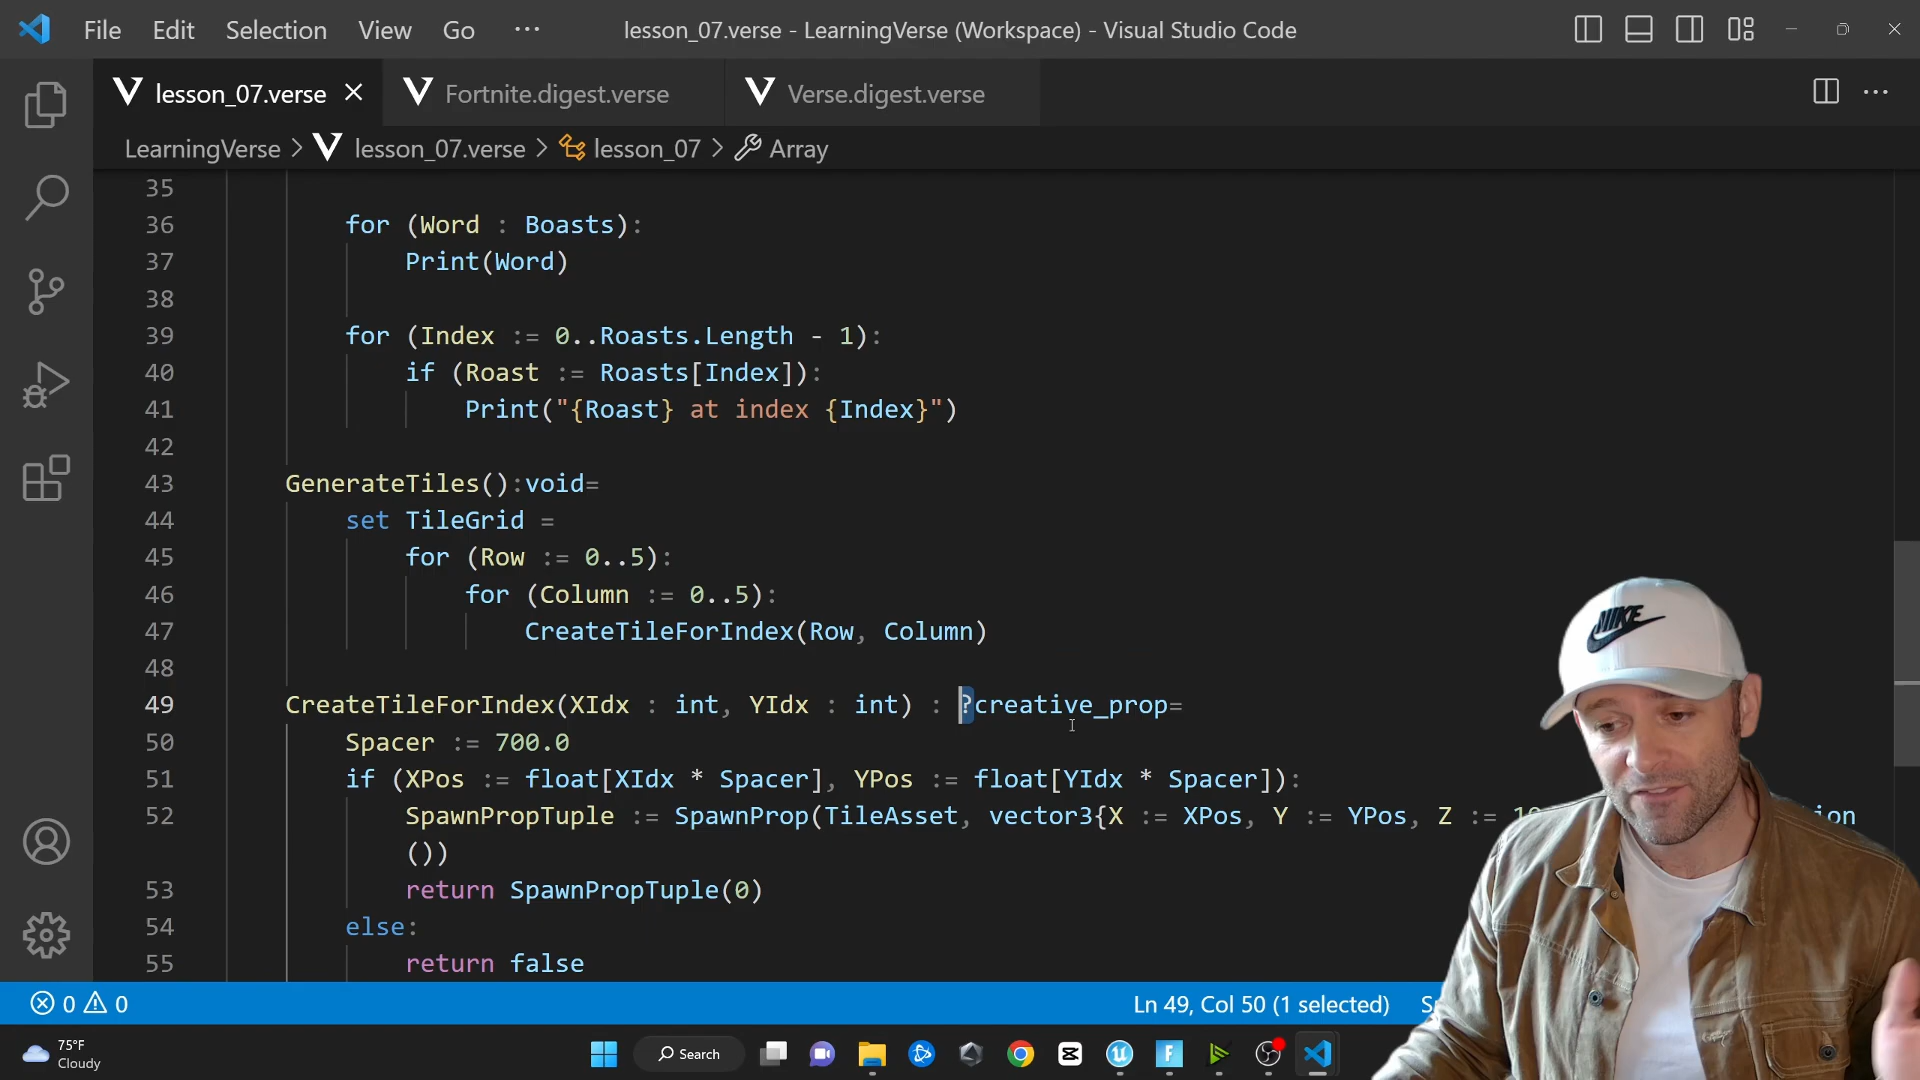 File Edit Selection View Go ··· lesson_07.verse - LearningVerse (Workspace) - Visual Studio Code
lesson_07.verse Fortnite.digest.verse Verse.digest.verse
LearningVerse > lesson_07.verse > lesson_07 > Array
35
36 for (Word : Boasts):
37 Print(Word)
38
39 for (Index := 0..Roasts.Length - 1):
40 if (Roast := Roasts[Index]):
41 Print("{Roast} at index {Index}")
42
43 GenerateTiles():void=
44 set TileGrid =
45 for (Row := 0..5):
46 for (Column := 0..5):
47 CreateTileForIndex(Row, Column)
48
49 CreateTileForIndex(XIdx : int, YIdx : int) : ?creative_prop=
50 Spacer := 700.0
51 if (XPos := float[XIdx * Spacer], YPos := float[YIdx * Spacer]):
52 SpawnPropTuple := SpawnProp(TileAsset, vector3{X := XPos, Y := YPos, Z :=
())
53 return SpawnPropTuple(0)
54 else:
55 return false
NIKE
0 0 Ln 49, Col 50 (1 selected)
75°F
Cloudy
Search